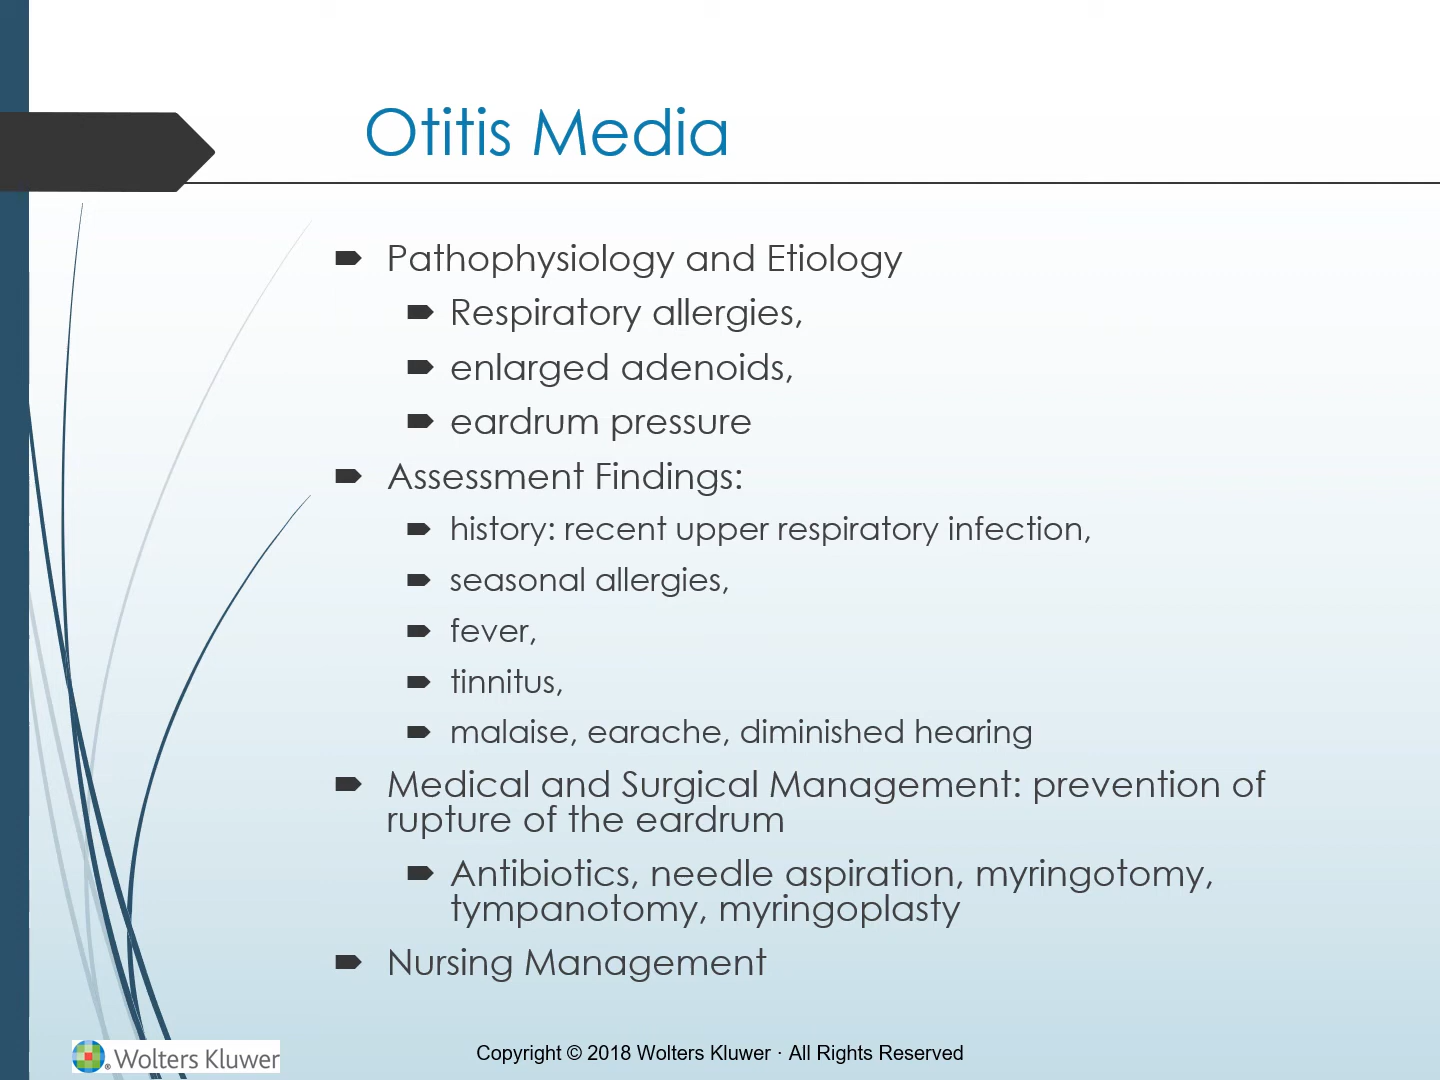 Otitis Media
Pathophysiology and Etiology
Respiratory allergies,
enlarged adenoids,
eardrum pressure
Assessment Findings:
history: recent upper respiratory infection,
seasonal allergies,
fever,
tinnitus,
malaise, earache, diminished hearing
Medical and Surgical Management: prevention of
rupture of the eardrum
Antibiotics, needle aspiration, myringotomy,
tympanotomy, myringoplasty
Nursing Management
Wolters Kluwer
Copyright © 2018 Wolters Kluwer · All Rights Reserved